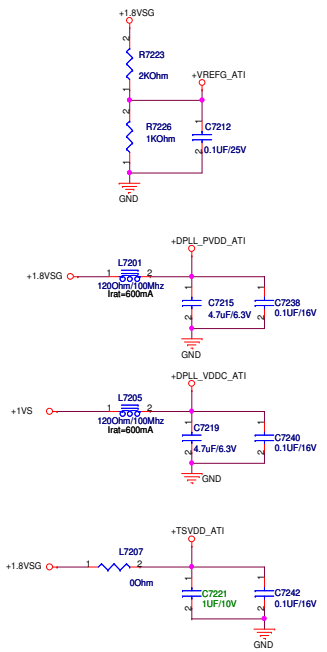 +1.8VSG
2
R7223
2KOhm
1
+VREFG_ATI
2
R7226
1KOhm
1
1
C7212
2
0.1UF/25V
GND
+DPLL_PVDD_ATI
L7201
+1.8VSG
1
2
120Ohm/100Mhz
Irat=600mA
1
C7215
4.7uF/6.3V
2
1
C7238
0.1UF/16V
2
GND
+DPLL_VDDC_ATI
L7205
+1VS
1
2
120Ohm/100Mhz
Irat=600mA
1
C7219
4.7uF/6.3V
2
1
C7240
0.1UF/16V
2
GND
+TSVDD_ATI
L7207
+1.8VSG
1
2
0Ohm
1
C7221
1UF/10V
2
1
C7242
0.1UF/16V
2
GND